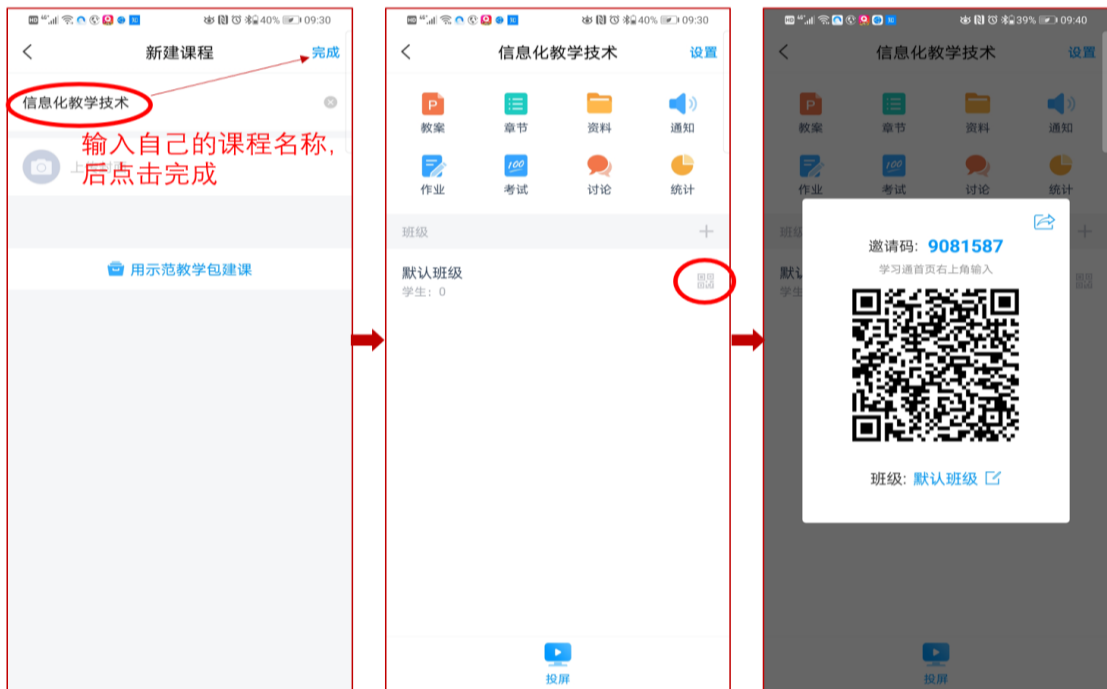 40% 09:30
新建课程
完成
信息化教学技术
输入自己的课程名称,
后点击完成
用示范教学包建课
40% 09:30
信息化教学技术
设置
教案 章节 资料 通知
作业 考试 讨论 统计
班级
默认班级
学生：0
投屏
39% 09:40
信息化教学技术
设置
教案 章节 资料 通知
作业 考试 讨论 统计
邀请码：9081587
学习通首页右上角输入
班级: 默认班级
投屏